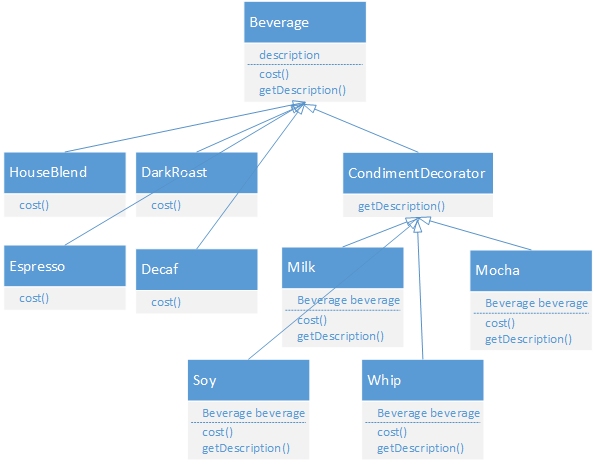 Beverage
description
cost()
getDescription()
HouseBlend
cost()
DarkRoast
cost()
CondimentDecorator
getDescription()
Espresso
cost()
Decaf
cost()
Milk
Beverage beverage
cost()
getDescription()
Mocha
Beverage beverage
cost()
getDescription()
Soy
Beverage beverage
cost()
getDescription()
Whip
Beverage beverage
cost()
getDescription()